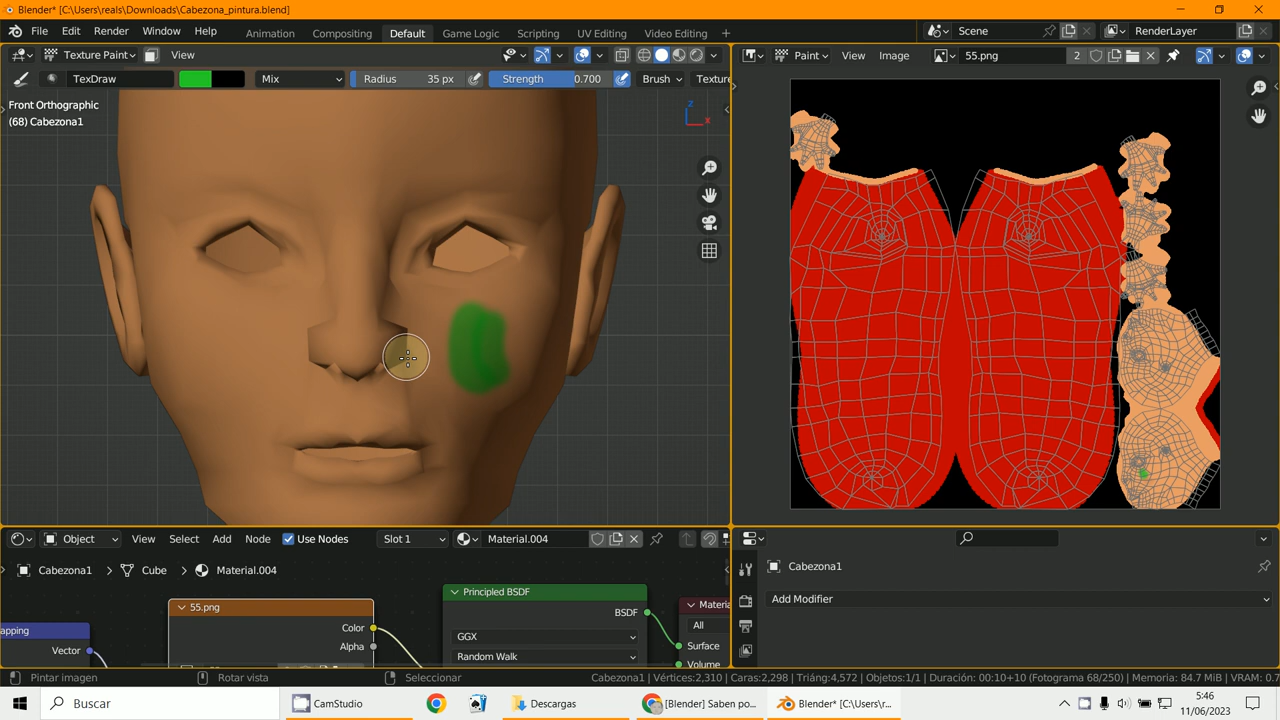 Blender* [C:\Users\reals\Downloads\Cabezona_pintura.blend]
File Edit Render Window Help Animation Compositing Default Motion Graphics Scripting UV Editing Video Editing + Scene RenderLayer
Texture Paint View
Paint View Image 55.png 2
TexDraw Mix Radius 35 px Strength 0.700 Brush Texture
Front Orthographic
(68) Cabezona1
Z
X
Object View Select Add Node Use Nodes Slot 1 Material.004
Cabezona1 > Cube > Material.004
Cabezona1
Add Modifier
55.png
Color
Alpha
apping
Vector
Principled BSDF
BSDF
GGX
Random Walk
Materia
All
Surface
Volume
Pintar imagen Rotar vista Seleccionar Cabezona1 | Vértices:2,310 | Caras:2,298 | Triáng:4,572 | Objetos:1/1 | Duración: 00:10+10 (Fotograma 68/250) | Memoria: 84.7 MiB | VRAM: 0.7
Buscar CamStudio Descargas [Blender] Saben po... Blender* [C:\Users\r...
5:46
11/06/2023